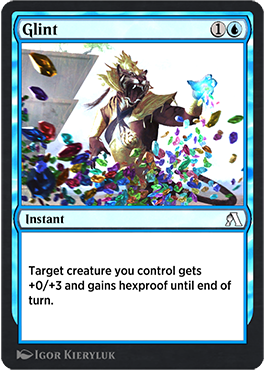 Glint 1
Instant
Target creature you control gets
+0/+3 and gains hexproof until end of
turn.
Igor Kieryluk